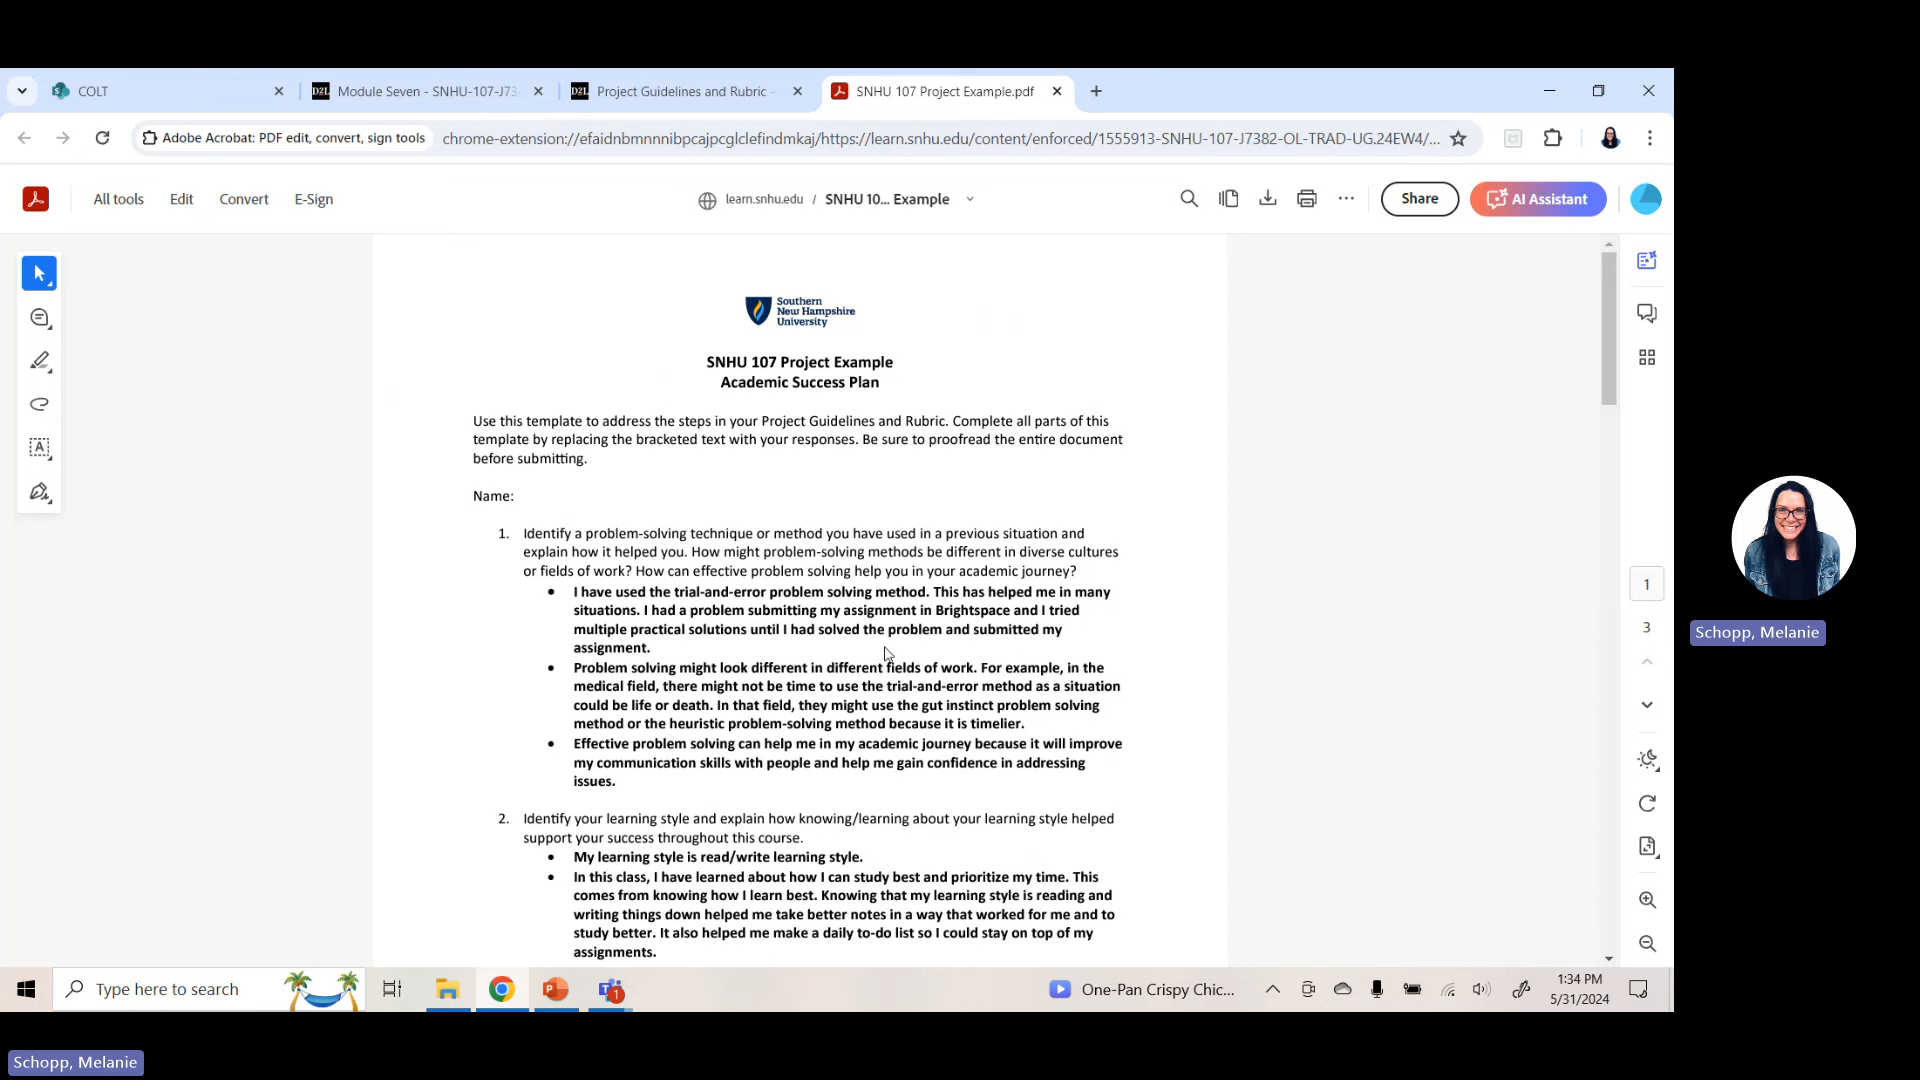 COLT
Module Seven - SNHU-107-J73
Project Guidelines and Rubric -
SNHU 107 Project Example.pdf
Adobe Acrobat: PDF edit, convert, sign tools
chrome-extension://efaidnbmnnnibpcajpcglclefindmkaj/https://learn.snhu.edu/content/enforced/1555913-SNHU-107-J7382-OL-TRAD-UG.24EW4/...
All tools
Edit
Convert
E-Sign
learn.snhu.edu / SNHU 10... Example
Share
AI Assistant
Southern
New Hampshire
University
SNHU 107 Project Example
Academic Success Plan
Use this template to address the steps in your Project Guidelines and Rubric. Complete all parts of this
template by replacing the bracketed text with your responses. Be sure to proofread the entire document
before submitting.
Name:
1. Identify a problem-solving technique or method you have used in a previous situation and
explain how it helped you. How might problem-solving methods be different in diverse cultures
or fields of work? How can effective problem solving help you in your academic journey?
• I have used the trial-and-error problem solving method. This has helped me in many
situations. I had a problem submitting my assignment in Brightspace and I tried
multiple practical solutions until I had solved the problem and submitted my
assignment.
• Problem solving might look different in different fields of work. For example, in the
medical field, there might not be time to use the trial-and-error method as a situation
could be life or death. In that field, they might use the gut instinct problem solving
method or the heuristic problem-solving method because it is timelier.
• Effective problem solving can help me in my academic journey because it will improve
my communication skills with people and help me gain confidence in addressing
issues.
2. Identify your learning style and explain how knowing/learning about your learning style helped
support your success throughout this course.
• My learning style is read/write learning style.
• In this class, I have learned about how I can study best and prioritize my time. This
comes from knowing how I learn best. Knowing that my learning style is reading and
writing things down helped me take better notes in a way that worked for me and to
study better. It also helped me make a daily to-do list so I could stay on top of my
assignments.
1
3
Schopp, Melanie
Type here to search
1
One-Pan Crispy Chic...
1:34 PM
5/31/2024
Schopp, Melanie